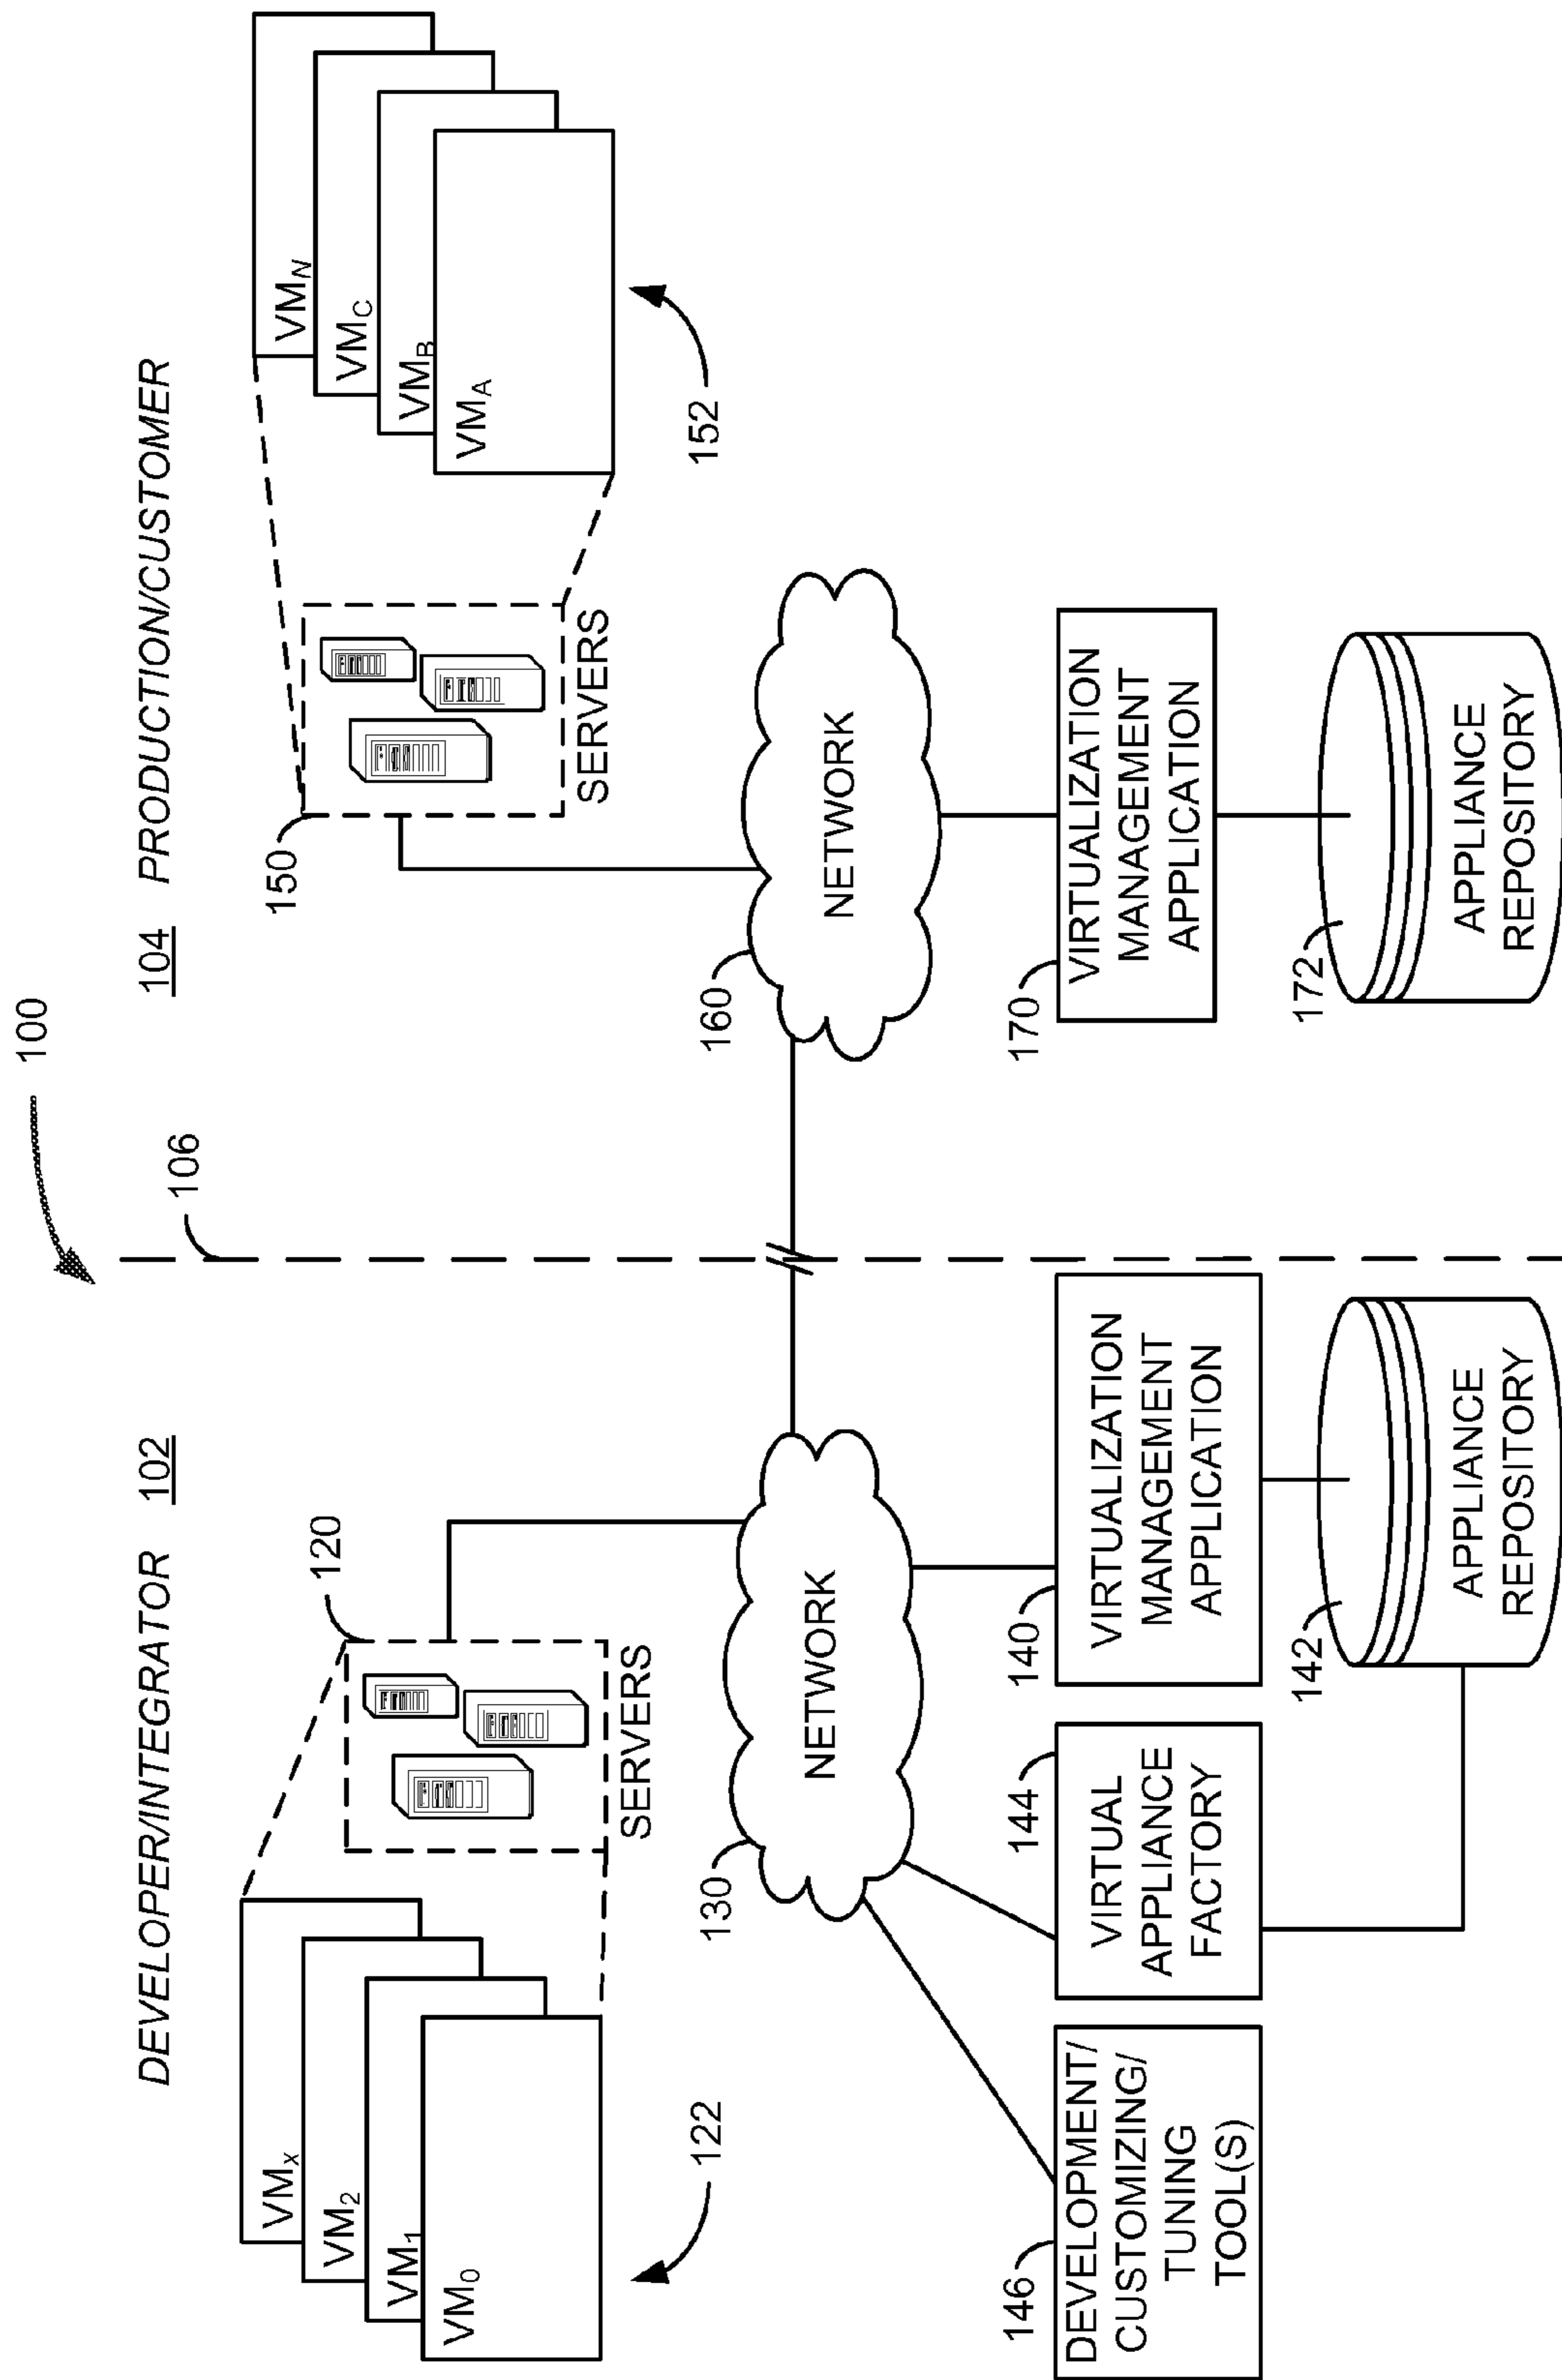 100
DEVELOPER/INTEGRATOR 102
106
104 PRODUCTION/CUSTOMER
VMx
VM2
VM1
VM0
122
120
SERVERS
150
SERVERS
VMN
VMC
VMB
VMA
152
130
NETWORK
160
NETWORK
146
DEVELOPMENT/
CUSTOMIZING/
TUNING
TOOL(S)
144
VIRTUAL
APPLIANCE
FACTORY
140
VIRTUALIZATION
MANAGEMENT
APPLICATION
142
APPLIANCE
REPOSITORY
170
VIRTUALIZATION
MANAGEMENT
APPLICATION
172
APPLIANCE
REPOSITORY